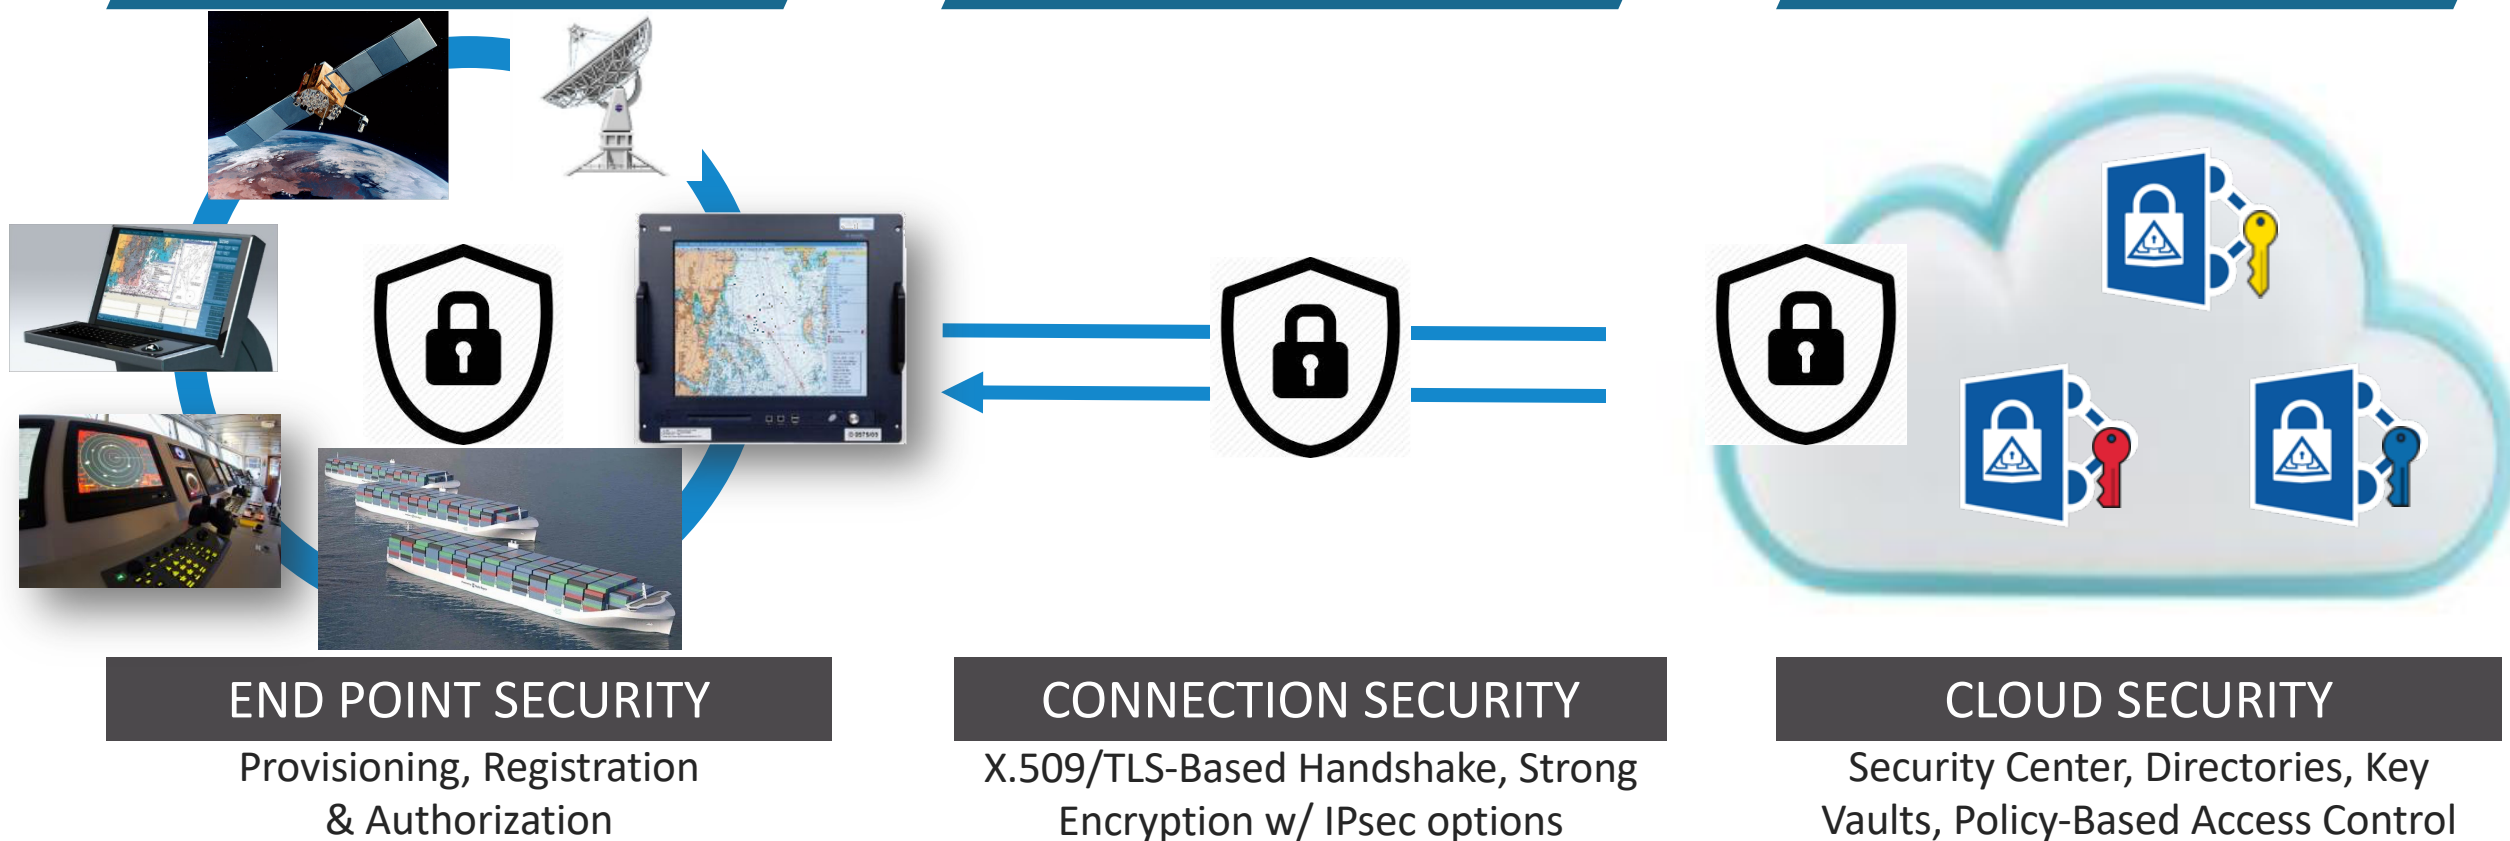 END POINT SECURITY
Provisioning, Registration
& Authorization
CONNECTION SECURITY
X.509/TLS-Based Handshake, Strong
Encryption w/ IPsec options
CLOUD SECURITY
Security Center, Directories, Key
Vaults, Policy-Based Access Control